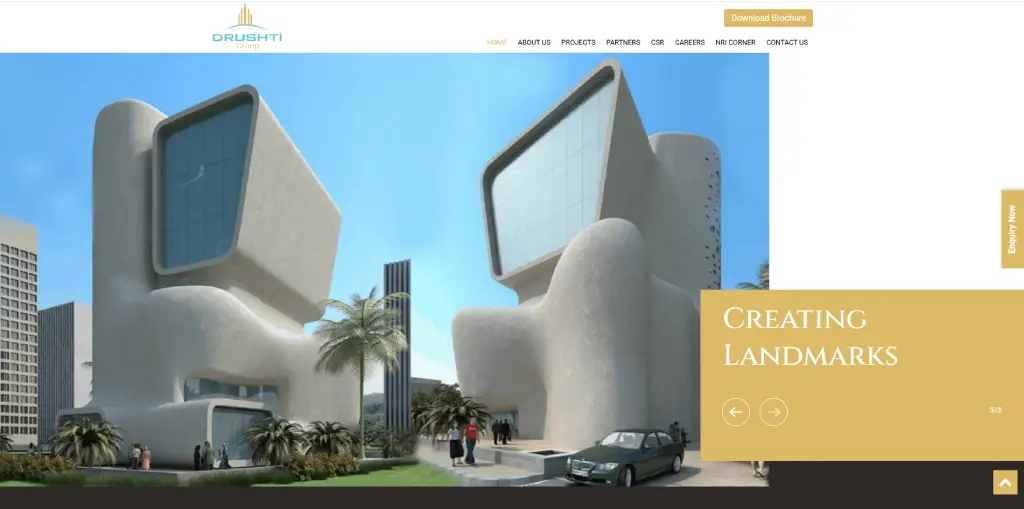 DRUSHTI
Group
Download Brochure
HOME ABOUT US PROJECTS PARTNERS CSR CAREERS NRI CORNER CONTACT US
Enquiry Now
Creating
Landmarks
3/3